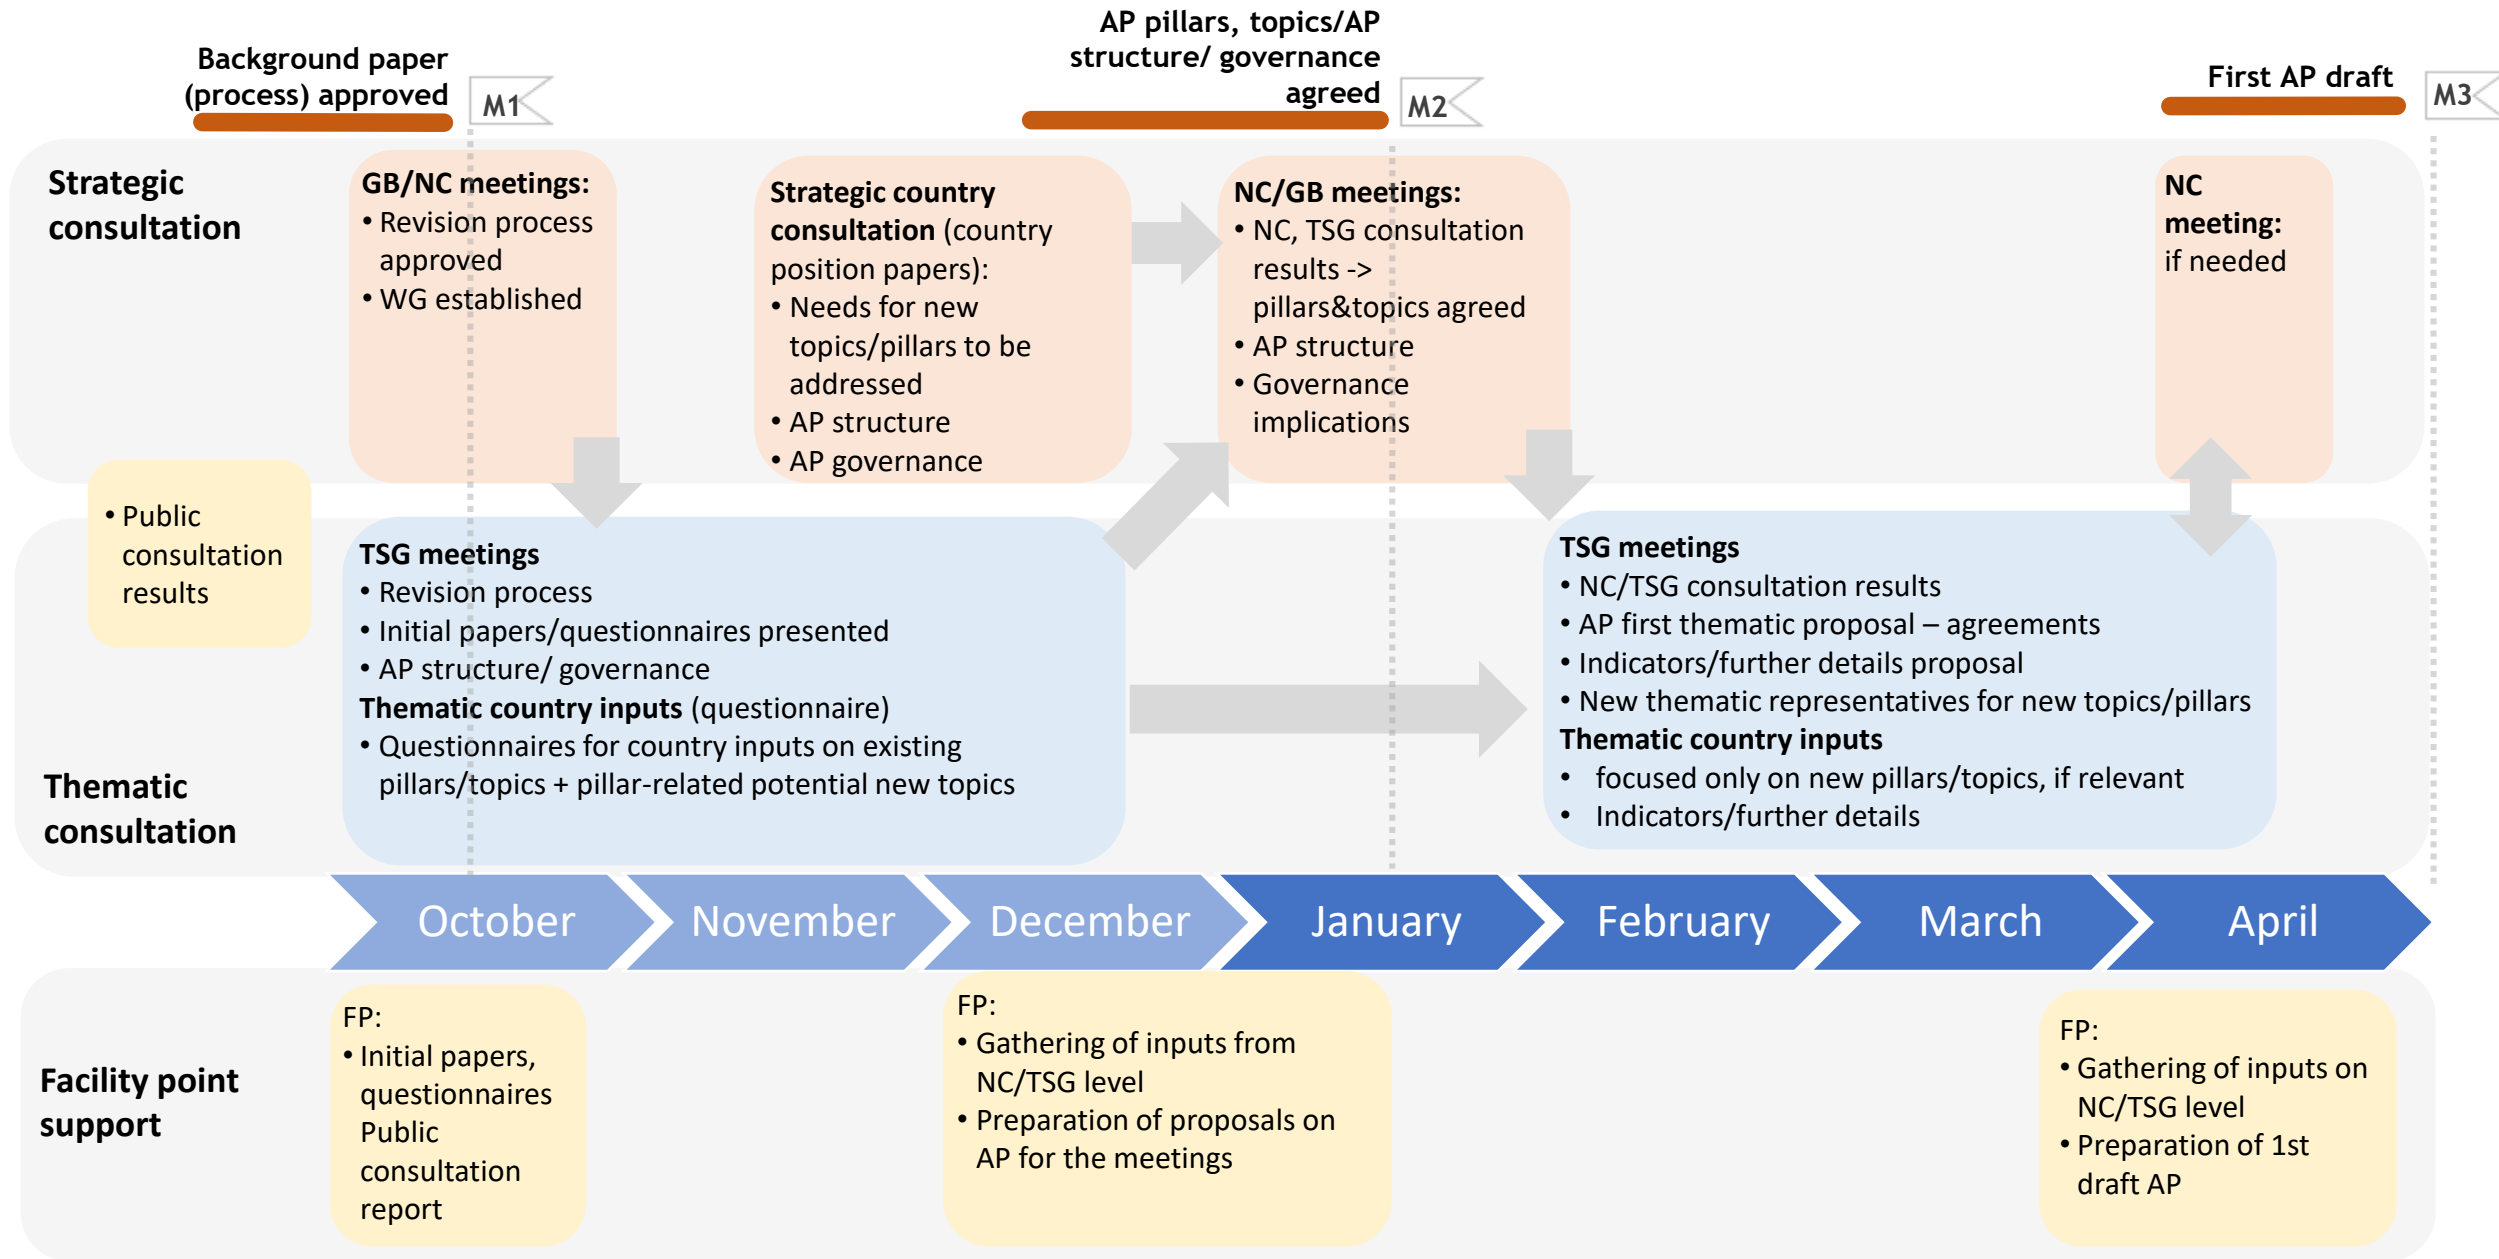 Background paper
(process) approved
M1
AP pillars, topics/AP
structure/ governance
agreed
M2
First AP draft
M3
Strategic
consultation
GB/NC meetings:
• Revision process
approved
• WG established
Strategic country
consultation (country
position papers):
• Needs for new
topics/pillars to be
addressed
• AP structure
• AP governance
NC/GB meetings:
• NC, TSG consultation
results ->
pillars&topics agreed
• AP structure
• Governance
implications
NC
meeting:
if needed
• Public
consultation
results
Thematic
consultation
TSG meetings
• Revision process
• Initial papers/questionnaires presented
• AP structure/ governance
Thematic country inputs (questionnaire)
• Questionnaires for country inputs on existing
pillars/topics + pillar-related potential new topics
TSG meetings
• NC/TSG consultation results
• AP first thematic proposal – agreements
• Indicators/further details proposal
• New thematic representatives for new topics/pillars
Thematic country inputs
• focused only on new pillars/topics, if relevant
• Indicators/further details
October
November
December
January
February
March
April
Facility point
support
FP:
• Initial papers,
questionnaires
Public
consultation
report
FP:
• Gathering of inputs from
NC/TSG level
• Preparation of proposals on
AP for the meetings
FP:
• Gathering of inputs on
NC/TSG level
• Preparation of 1st
draft AP